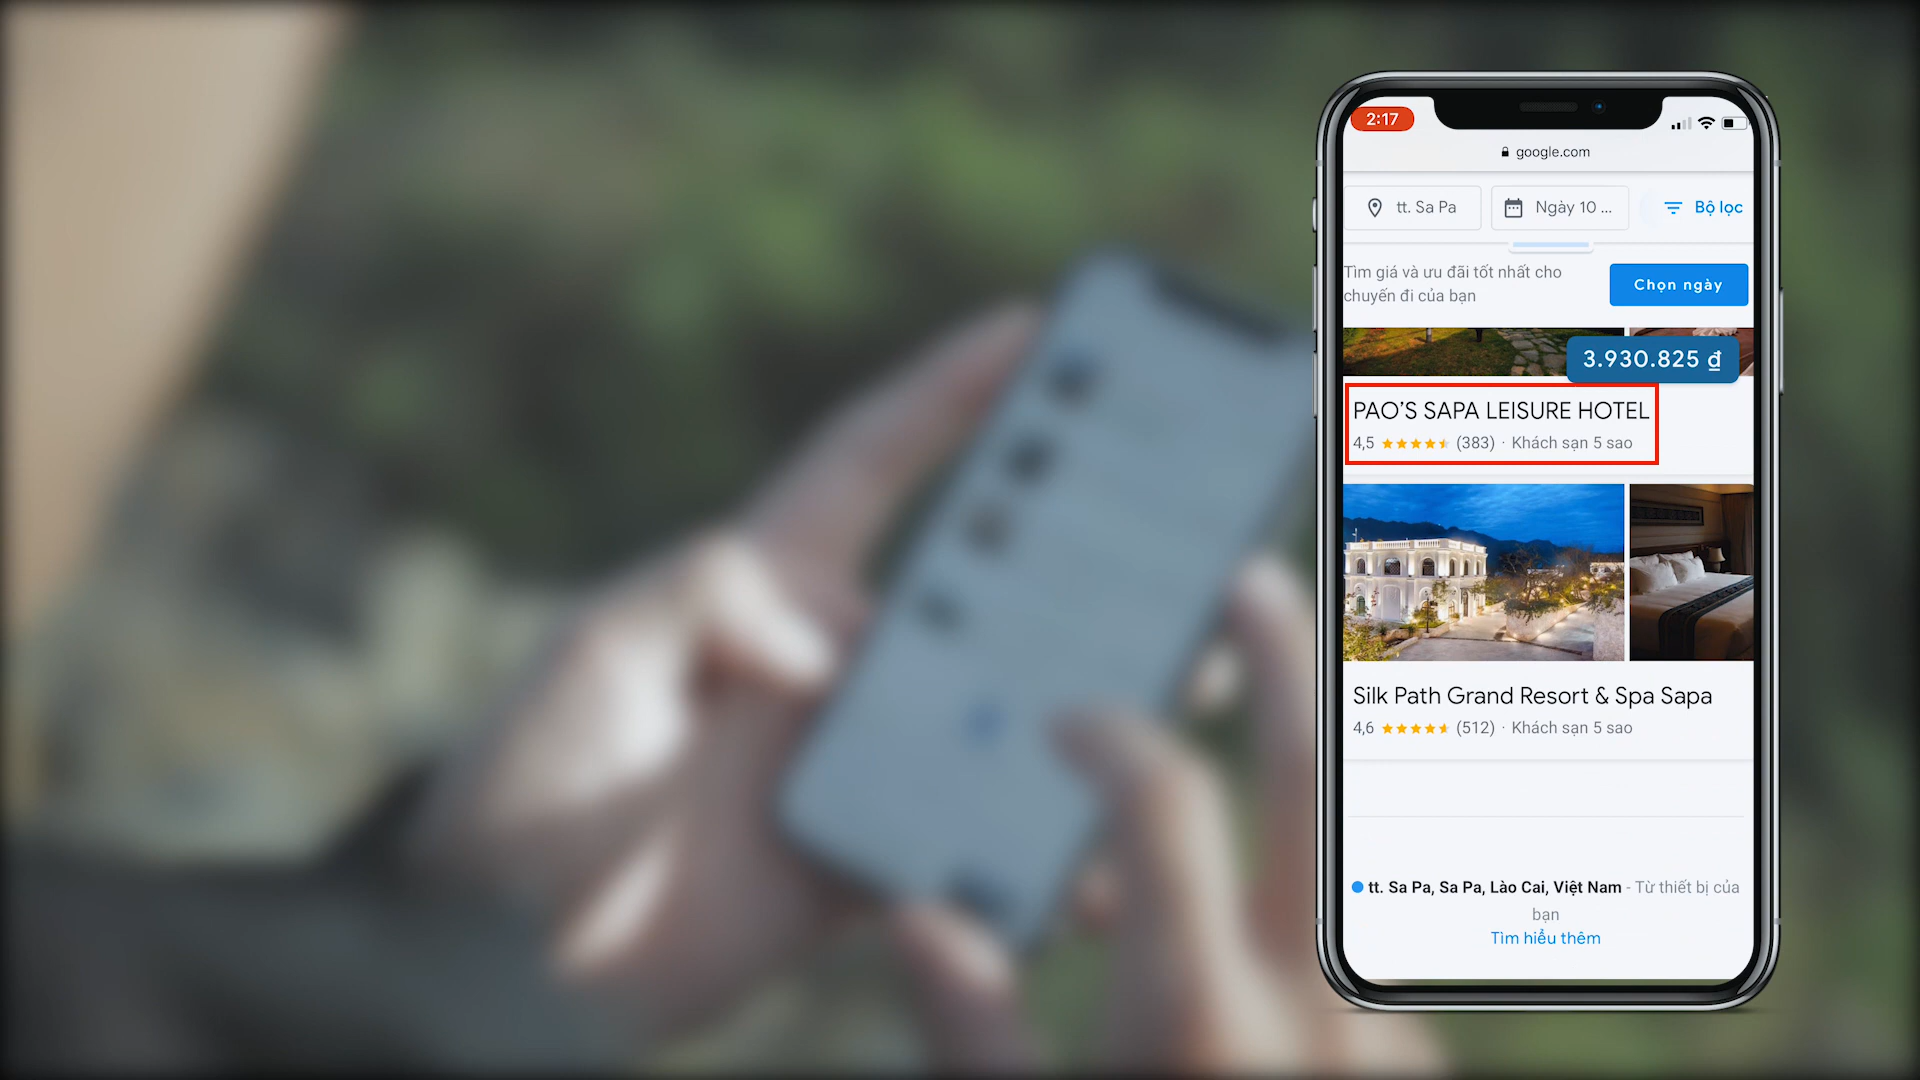 2:17
google.com
tt. Sa Pa
Ngày 10 ...
Bộ lọc
Tìm giá và ưu đãi tốt nhất cho
chuyến đi của bạn
Chọn ngày
3.930.825 ₫
PAO'S SAPA LEISURE HOTEL
4,5 (383) · Khách sạn 5 sao
Silk Path Grand Resort & Spa Sapa
4,6 (512) · Khách sạn 5 sao
tt. Sa Pa, Sa Pa, Lào Cai, Việt Nam - Từ thiết bị của
bạn
Tìm hiểu thêm